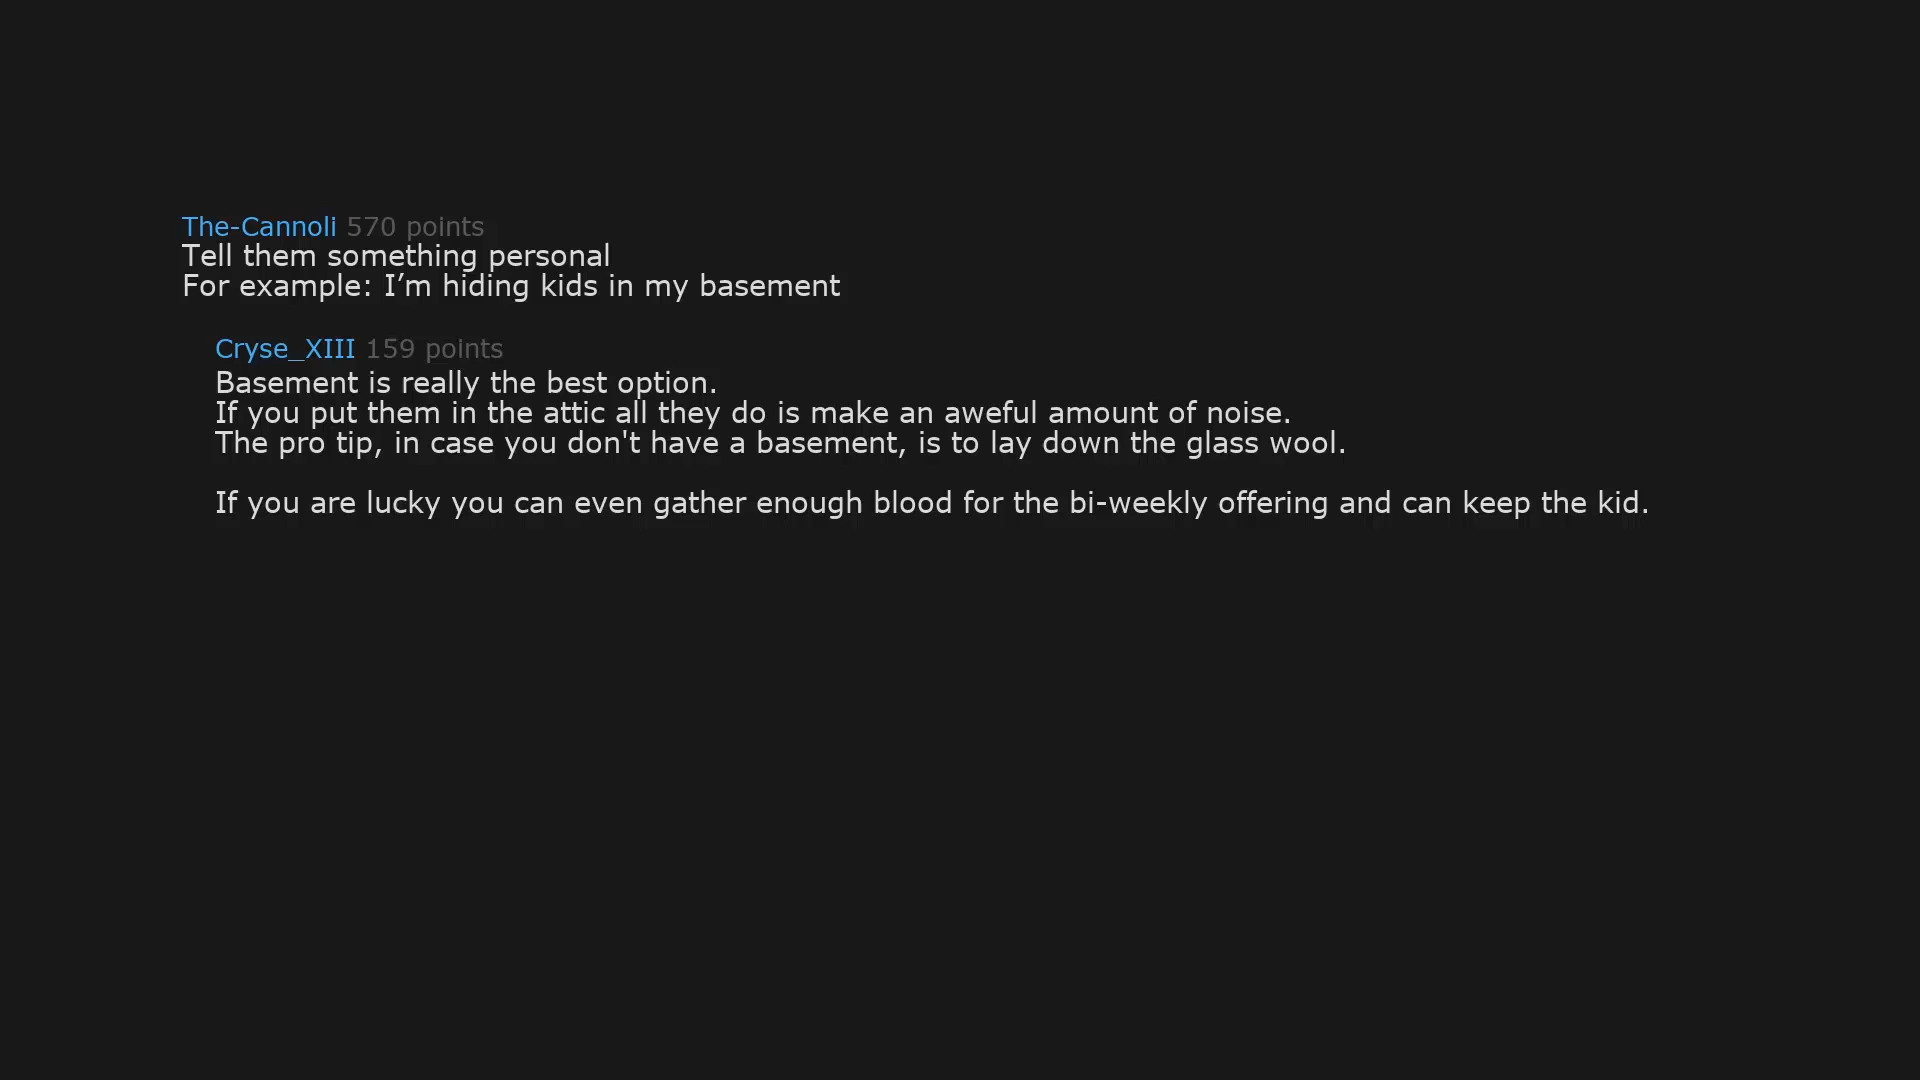 The-Cannoli 570 points
Tell them something personal
For example: I’m hiding kids in my basement
Cryse_XIII 159 points
Basement is really the best option.
If you put them in the attic all they do is make an aweful amount of noise.
The pro tip, in case you don't have a basement, is to lay down the glass wool.
If you are lucky you can even gather enough blood for the bi-weekly offering and can keep the kid.